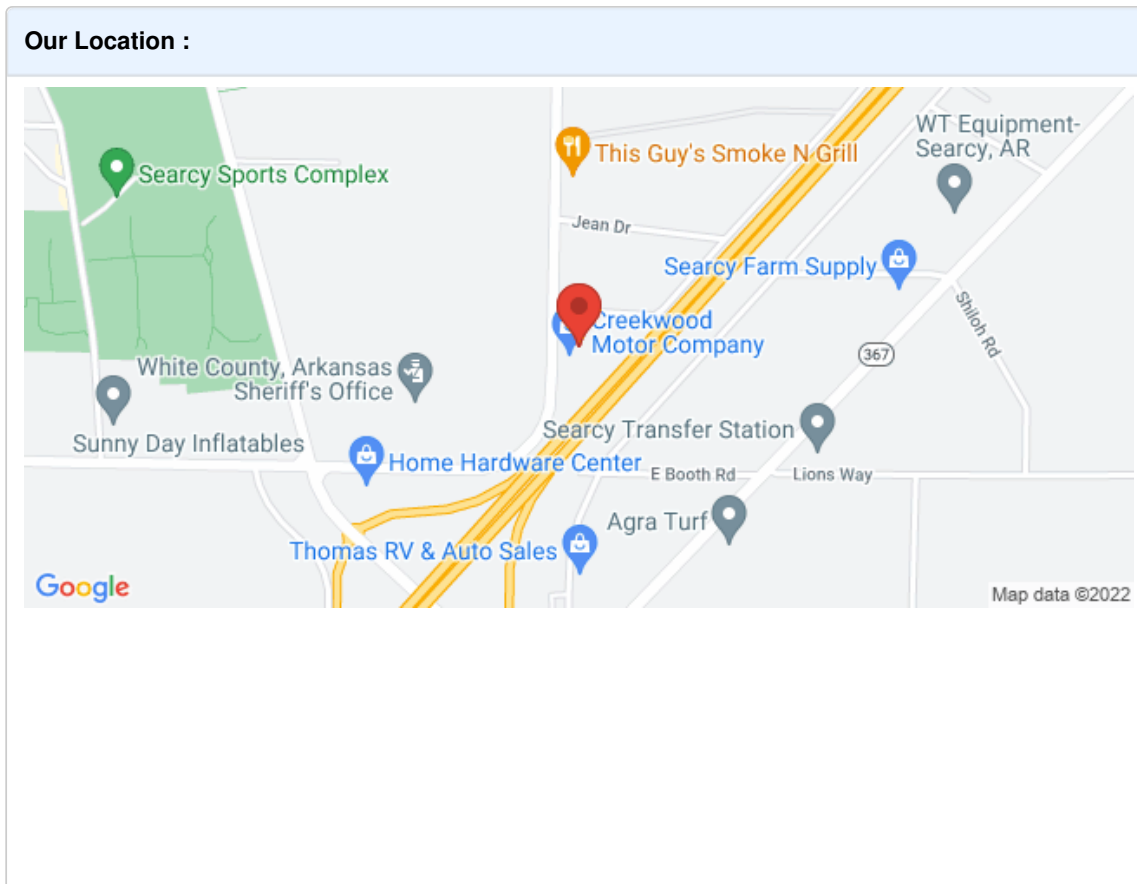 Our Location :
WT Equipment-
Searcy, AR
This Guy's Smoke N Grill
Searcy Sports Complex
Jean Dr
Searcy Farm Supply
Shiloh Rd
Creekwood
Motor Company
367
White County, Arkansas
Sheriff's Office
Searcy Transfer Station
Sunny Day Inflatables
Home Hardware Center
E Booth Rd
Lions Way
Agra Turf
Thomas RV & Auto Sales
Google
Map data ©2022